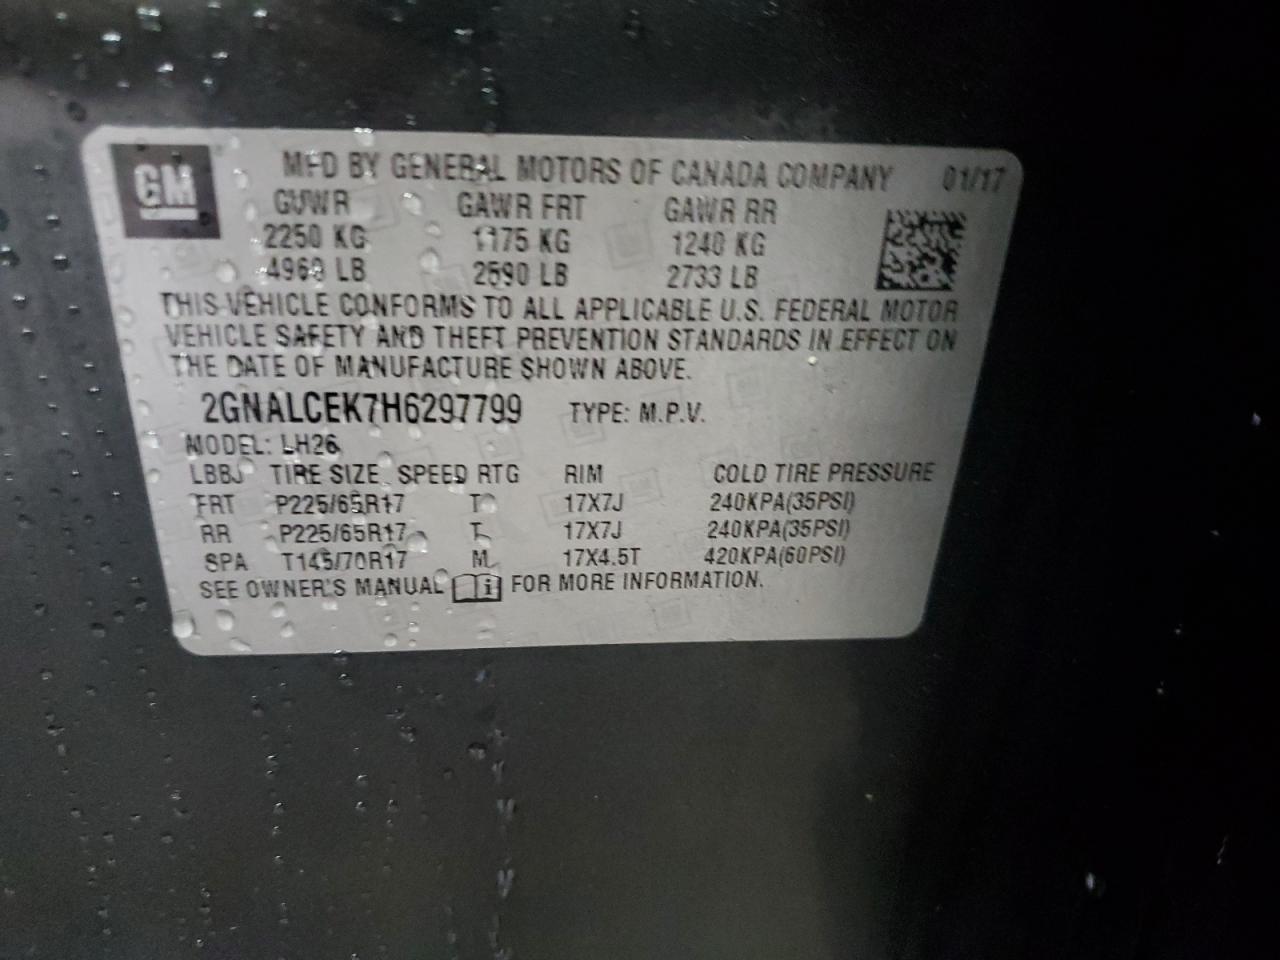 GM
MFD BY GENERAL MOTORS OF CANADA COMPANY 01/17
GVWR GAWR FRT GAWR RR
2250 KG 1175 KG 1240 KG
4960 LB 2590 LB 2733 LB
THIS VEHICLE CONFORMS TO ALL APPLICABLE U.S. FEDERAL MOTOR
VEHICLE SAFETY AND THEFT PREVENTION STANDARDS IN EFFECT ON
THE DATE OF MANUFACTURE SHOWN ABOVE.
2GNALCEK7H6297799 TYPE: M.P.V.
MODEL: LH26
LBBJ TIRE SIZE SPEED RTG RIM COLD TIRE PRESSURE
FRT P225/65R17 T 17X7J 240KPA(35PSI)
RR P225/65R17 T 17X7J 240KPA(35PSI)
SPA T145/70R17 M 17X4.5T 420KPA(60PSI)
SEE OWNER'S MANUAL i FOR MORE INFORMATION.